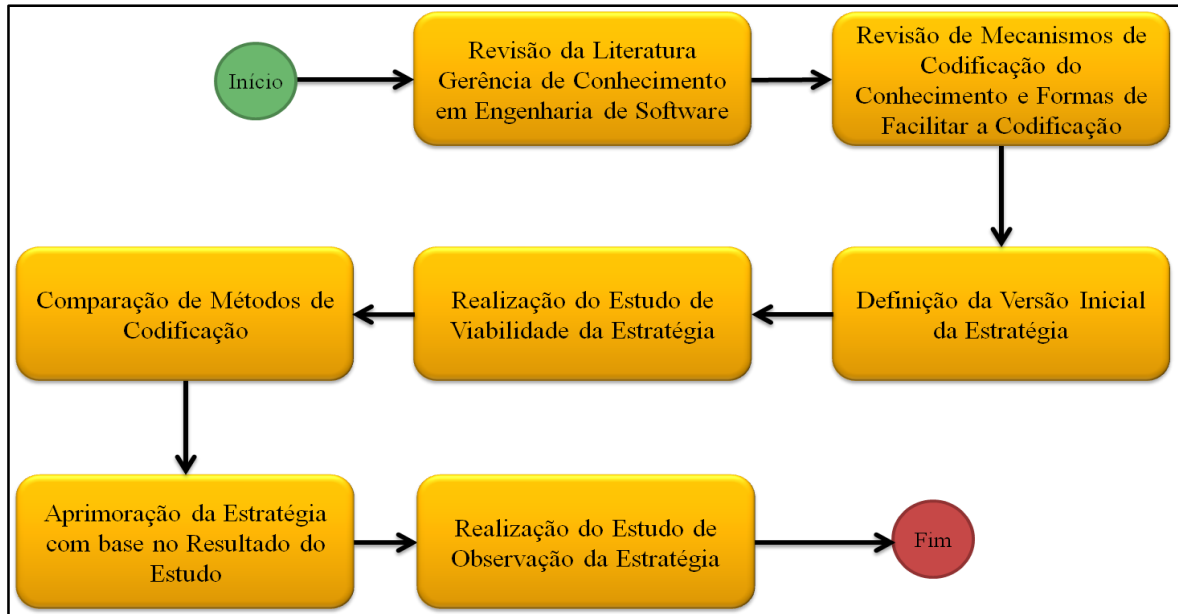 Início
Revisão da Literatura
Gerência de Conhecimento
em Engenharia de Software
Revisão de Mecanismos de
Codificação do
Conhecimento e Formas de
Facilitar a Codificação
Definição da Versão Inicial
da Estratégia
Realização do Estudo de
Viabilidade da Estratégia
Comparação de Métodos de
Codificação
Aprimoração da Estratégia
com base no Resultado do
Estudo
Realização do Estudo de
Observação da Estratégia
Fim